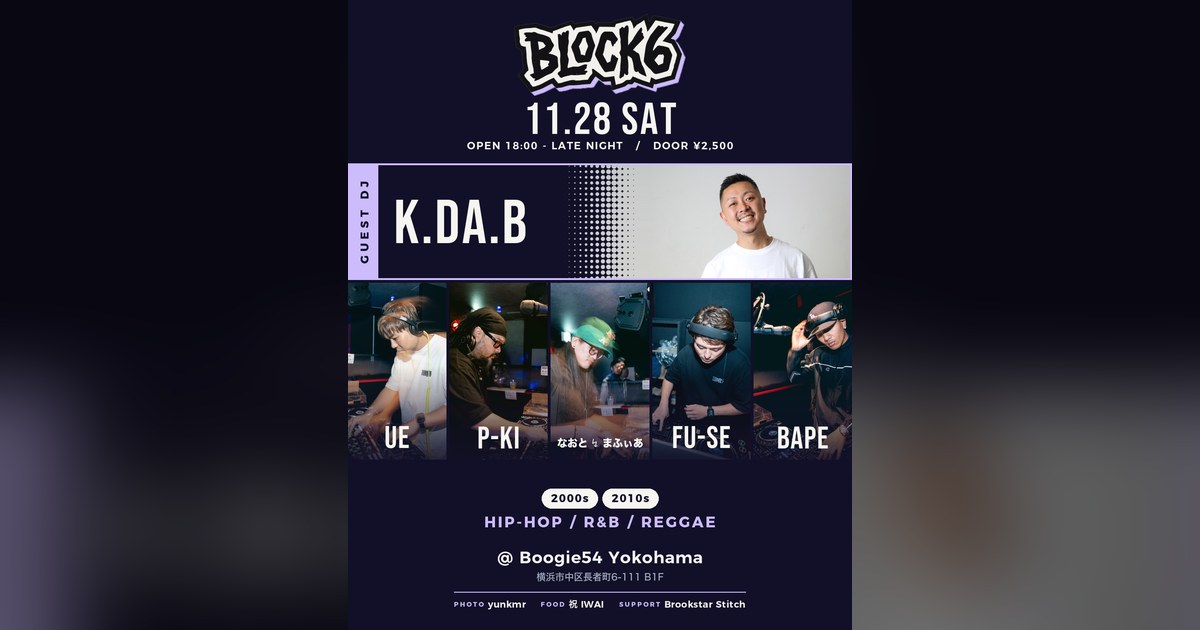 BLOCK6
11.28 SAT
OPEN 18:00 - LATE NIGHT / DOOR ¥2,500
GUEST DJ
K.DA.B
UE
P-KI
なおと ϟ まふぃあ
FU-SE
BAPE
2000s 2010s
HIP-HOP / R&B / REGGAE
@ Boogie54 Yokohama
横浜市中区長者町6-111 B1F
PHOTO yunkmr FOOD 祝 IWAI SUPPORT Brookstar Stitch